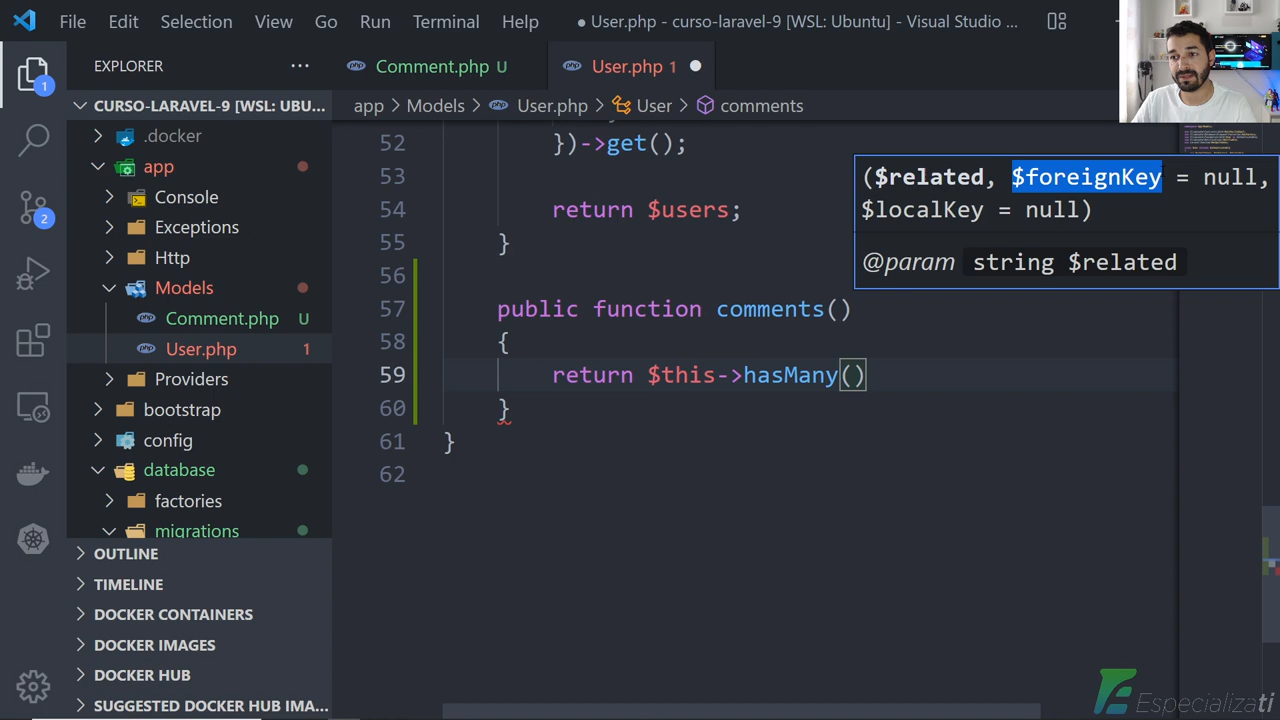 File Edit Selection View Go Run Terminal Help ● User.php - curso-laravel-9 [WSL: Ubuntu] - Visual Studio ...
EXPLORER ...
Comment.php U
User.php 1 ●
CURSO-LARAVEL-9 [WSL: UBU...
app > Models > User.php > User > comments
.docker
app
Console
Exceptions
Http
Models
Comment.php U
User.php 1
Providers
bootstrap
config
database
factories
migrations
OUTLINE
TIMELINE
DOCKER CONTAINERS
DOCKER IMAGES
DOCKER HUB
SUGGESTED DOCKER HUB IMA...
1
2
52 })->get();
53
54 return $users;
55 }
56
57 public function comments()
58 {
59 return $this->hasMany()
60 }
61 }
62
($related, $foreignKey = null,
$localKey = null)
@param string $related
Especializati